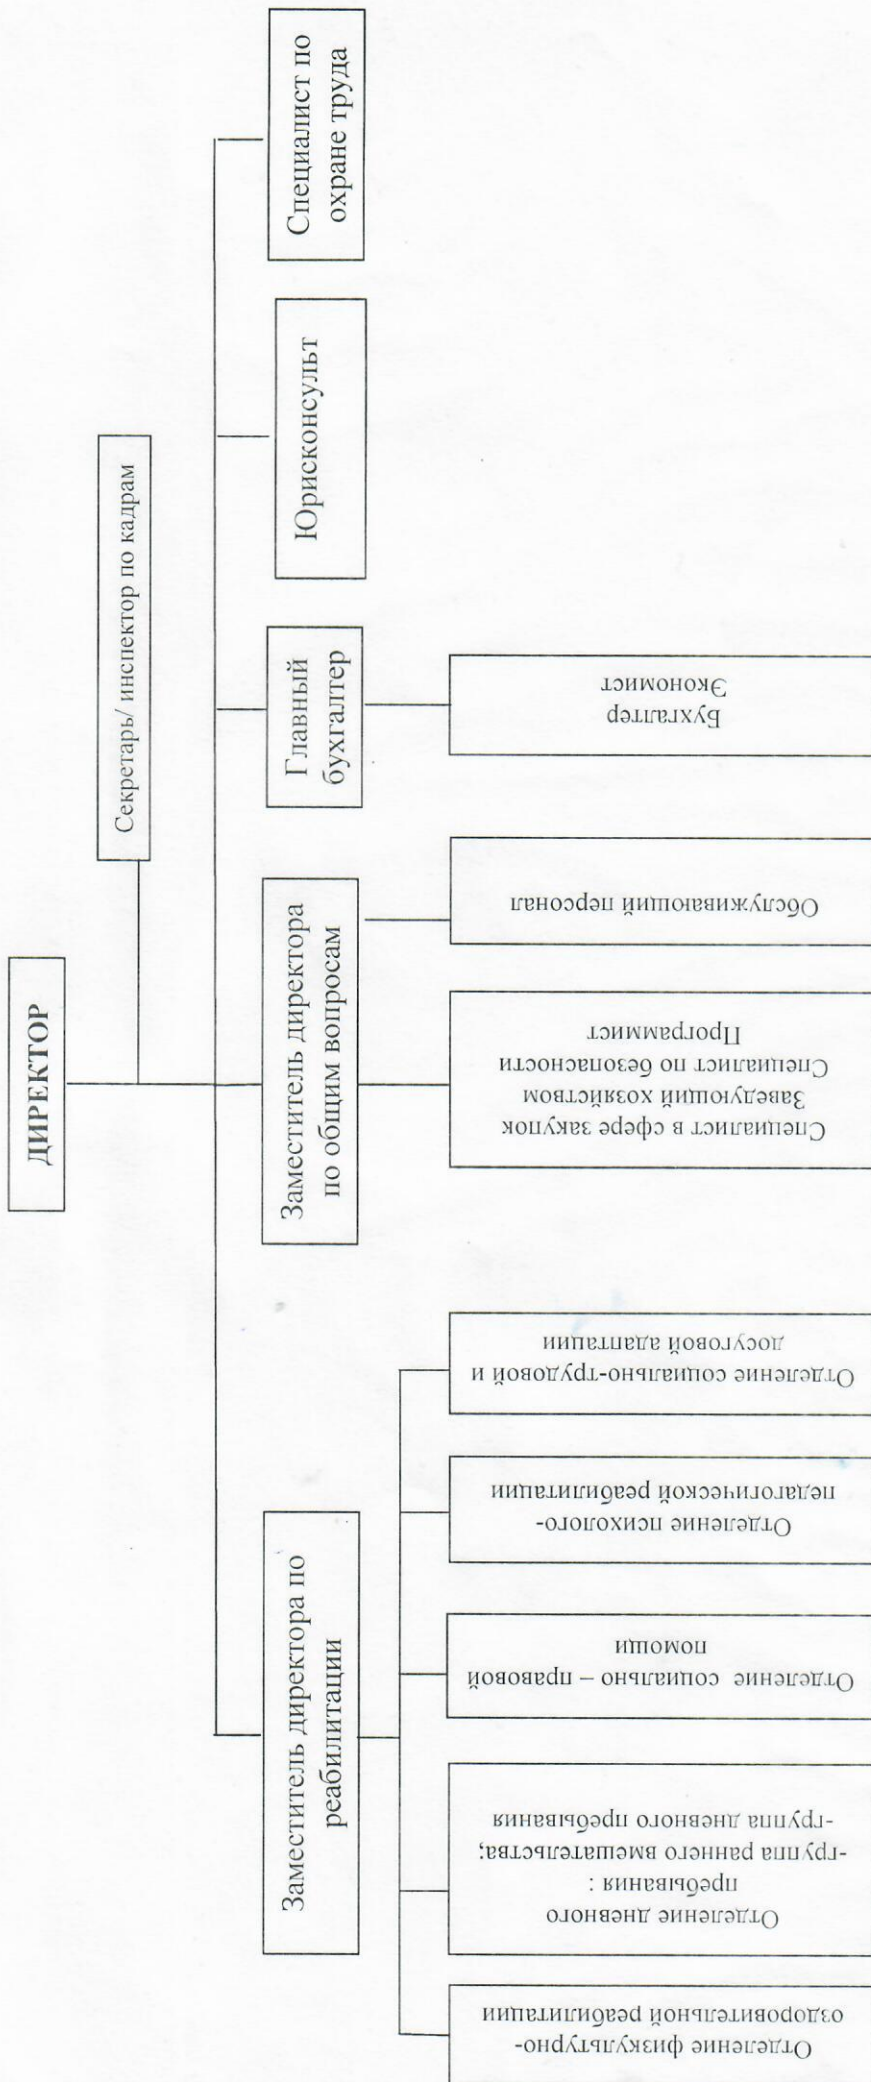 ДИРЕКТОР
Секретарь/ инспектор по кадрам
Заместитель директора по
реабилитации
Заместитель директора
по общим вопросам
Главный
бухгалтер
Юрисконсульт
Специалист по
охране труда
Отделение физкультурно-
оздоровительной реабилитации
Отделение дневного
пребывания :
-группа раннего вмешательства;
-группа дневного пребывания
Отделение социально – правовой
помощи
Отделение психолого-
педагогической реабилитации
Отделение социально-трудовой и
досуговой адаптации
Специалист в сфере закупок
Заведующий хозяйством
Специалист по безопасности
Программист
Обслуживающий персонал
Бухгалтер
Экономист